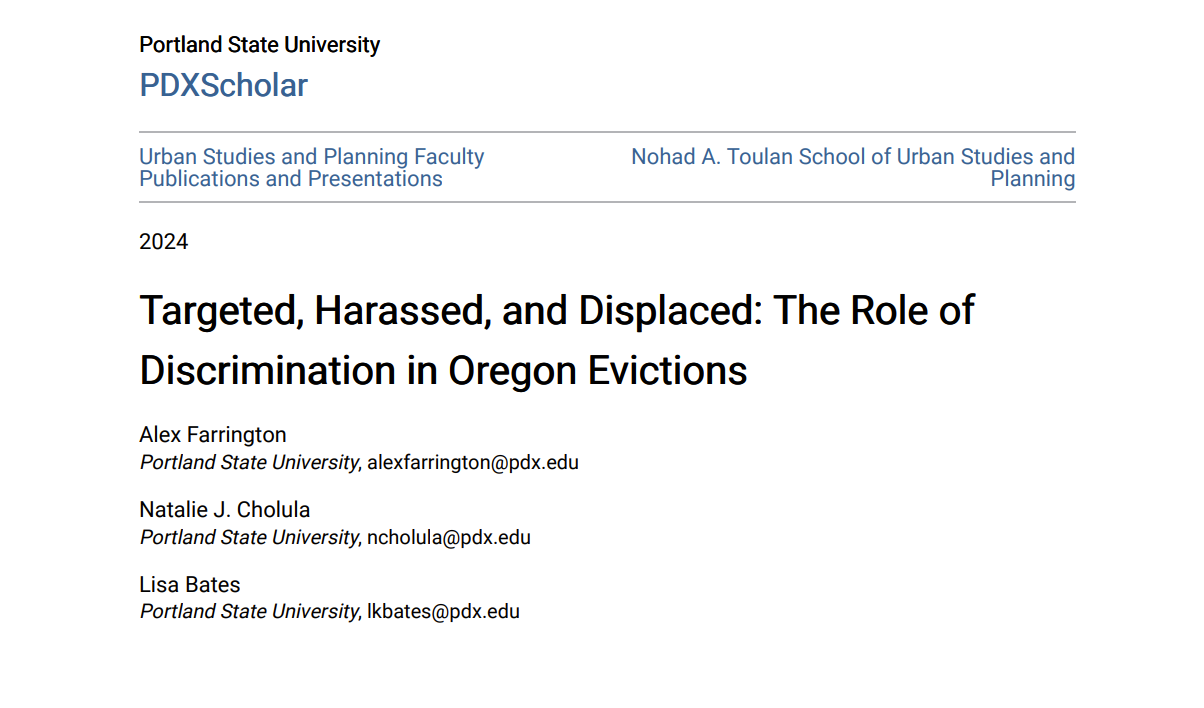 Portland State University
PDXScholar
Urban Studies and Planning Faculty
Publications and Presentations
Nohad A. Toulan School of Urban Studies and
Planning
2024
Targeted, Harassed, and Displaced: The Role of
Discrimination in Oregon Evictions
Alex Farrington
Portland State University, alexfarrington@pdx.edu
Natalie J. Cholula
Portland State University, ncholula@pdx.edu
Lisa Bates
Portland State University, lkbates@pdx.edu